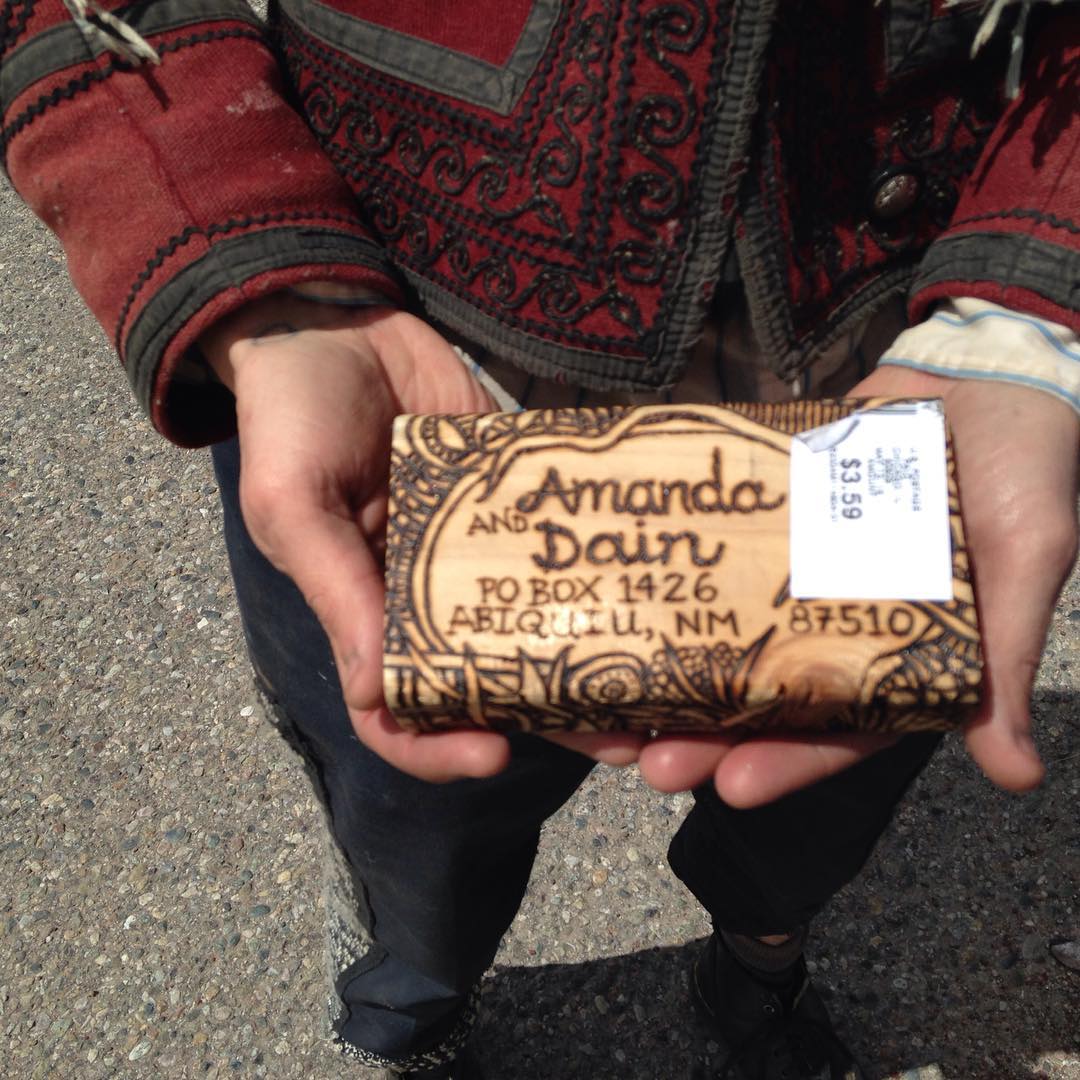 Amanda
AND
Dain
PO BOX 1426
ABIQUIU, NM 87510
$3.59